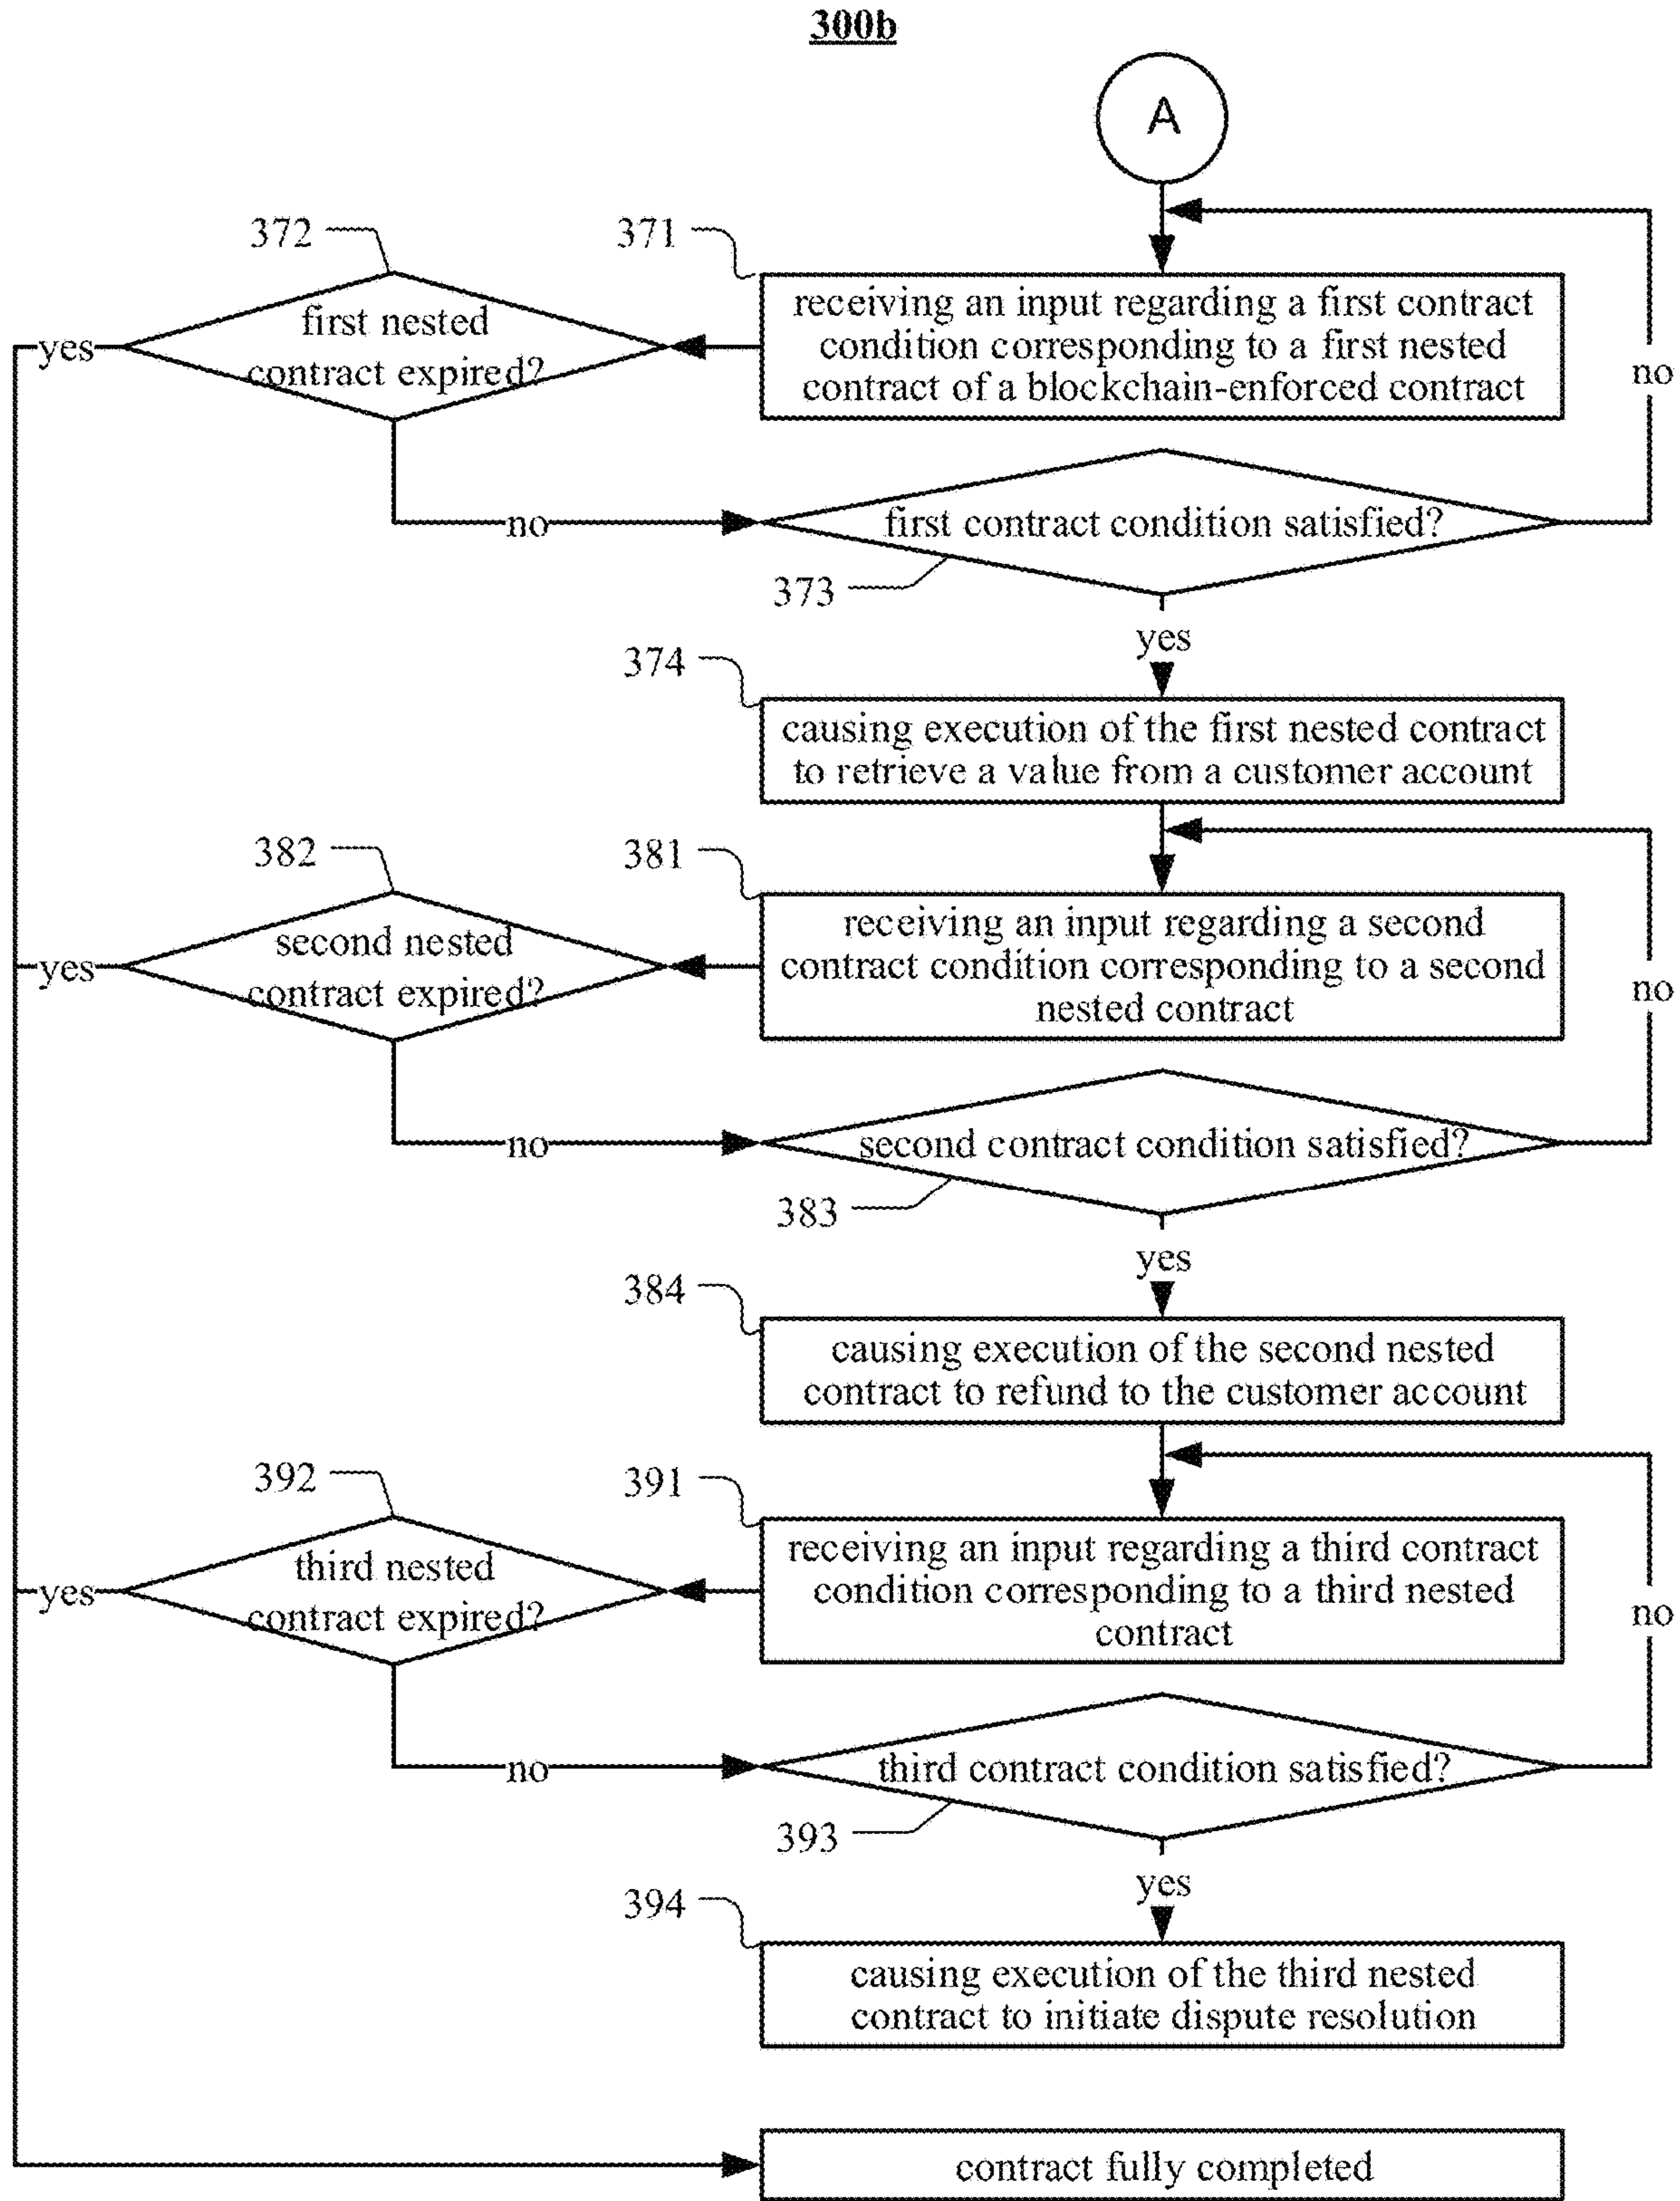 300b
A
372
371
first nested
contract expired?
receiving an input regarding a first contract
condition corresponding to a first nested
contract of a blockchain-enforced contract
yes
no
no
first contract condition satisfied?
373
yes
374
causing execution of the first nested contract
to retrieve a value from a customer account
382
381
second nested
contract expired?
receiving an input regarding a second
contract condition corresponding to a second
nested contract
yes
no
no
second contract condition satisfied?
383
yes
384
causing execution of the second nested
contract to refund to the customer account
392
391
third nested
contract expired?
receiving an input regarding a third contract
condition corresponding to a third nested
contract
yes
no
no
third contract condition satisfied?
393
yes
394
causing execution of the third nested
contract to initiate dispute resolution
contract fully completed